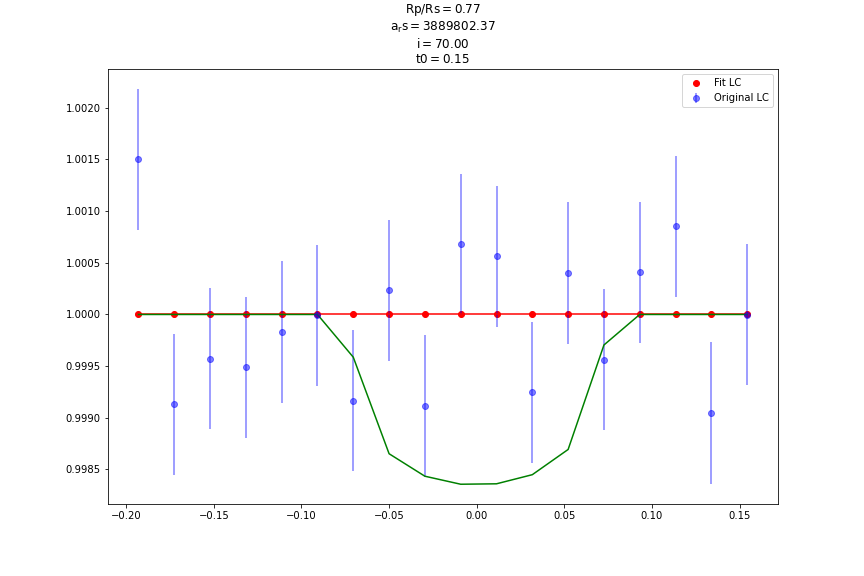 Rp/Rs = 0.77
aᵣs = 3889802.37
i = 70.00
t0 = 0.15
Fit LC
Original LC
1.0020
1.0015
1.0010
1.0005
1.0000
0.9995
0.9990
0.9985
−0.20 −0.15 −0.10 −0.05 0.00 0.05 0.10 0.15